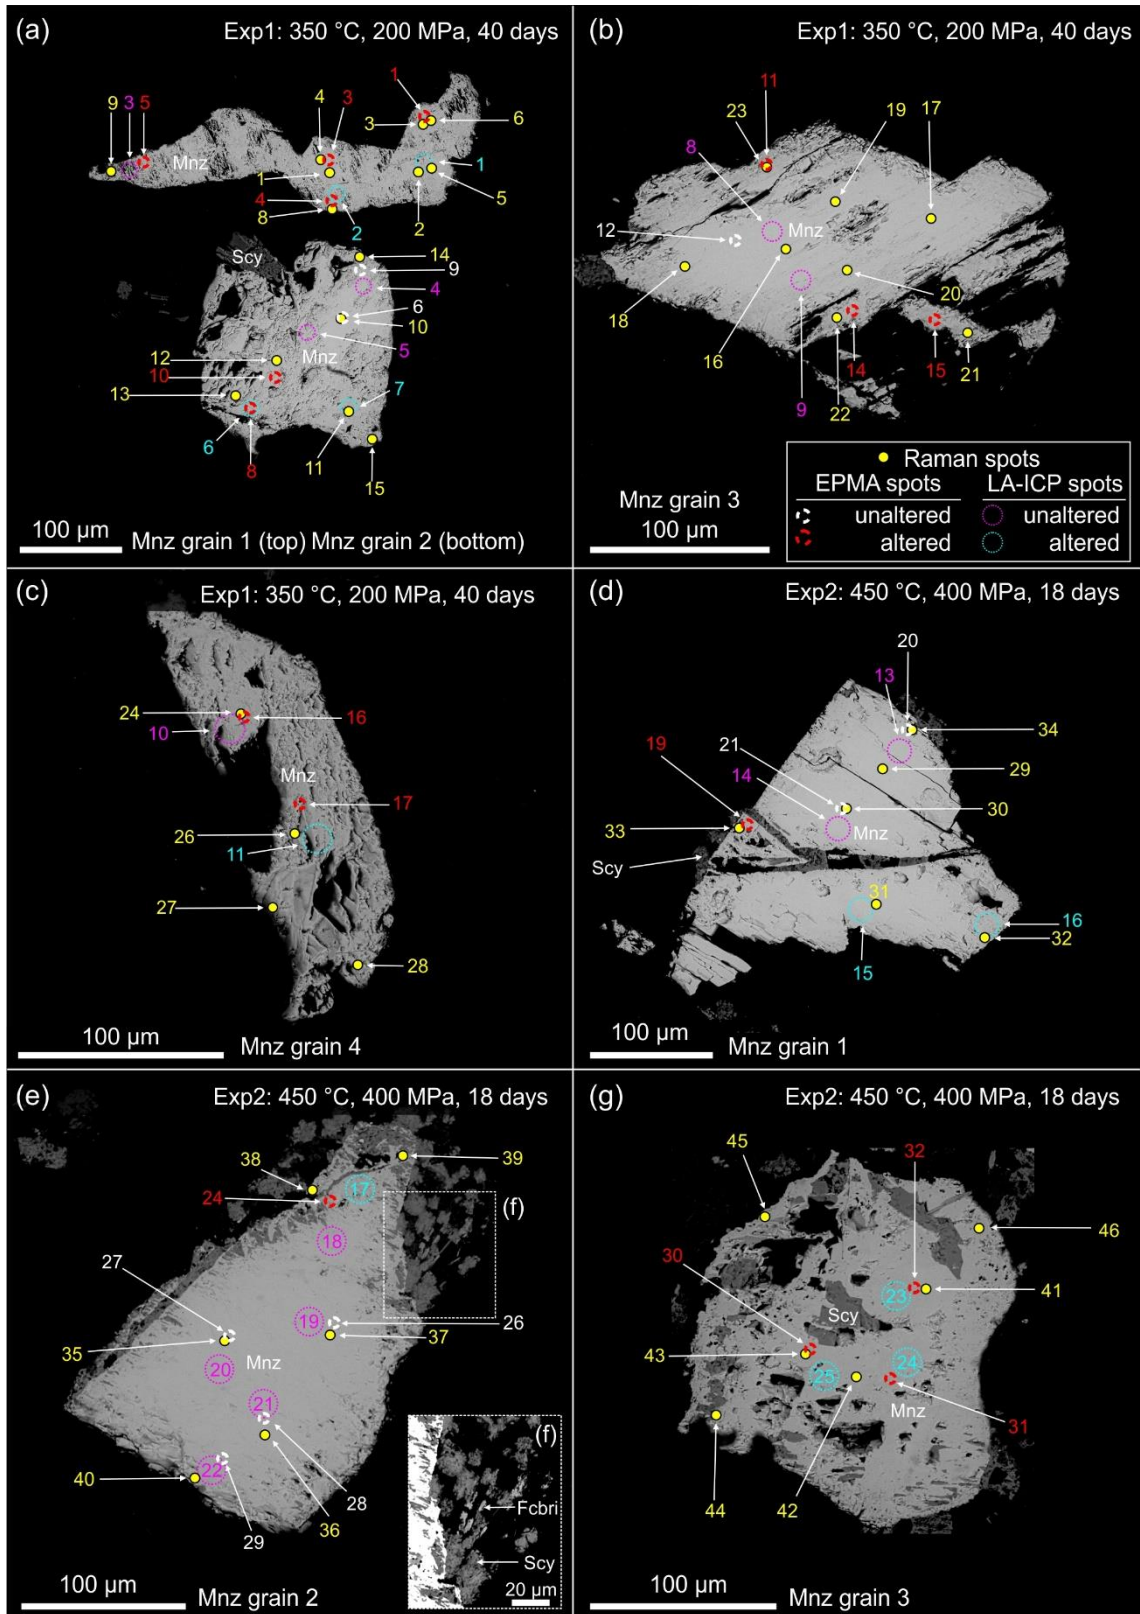 (a) Exp1: 350 °C, 200 MPa, 40 days
9 3 5 4 3 1
3 6
Mnz
1 1
5
4
8 2 2
Scy 14
9
4
6
10
12 5
Mnz
10
13 7
6 8 11 15
100 µm Mnz grain 1 (top) Mnz grain 2 (bottom)
(b) Exp1: 350 °C, 200 MPa, 40 days
11
23 19 17
8
Mnz
12
18 16 20
14 15 21
9 22
Raman spots
EPMA spots LA-ICP spots
unaltered unaltered
altered altered
Mnz grain 3
100 µm
(c) Exp1: 350 °C, 200 MPa, 40 days
24 16
10
Mnz
17
26
11
27
28
100 µm Mnz grain 4
(d) Exp2: 450 °C, 400 MPa, 18 days
20
13
34
21
19 14 29
30
33 Mnz
Scy
31
16
32
15
100 µm Mnz grain 1
(e) Exp2: 450 °C, 400 MPa, 18 days
38 39
24 17
(f)
18
27
19 26
35 37
Mnz
20
21
22
40 28
29 36
(f)
Fcbri
Scy
20 µm
100 µm Mnz grain 2
(g) Exp2: 450 °C, 400 MPa, 18 days
45 32
46
30
23 41
Scy
43 24
25
Mnz
31
44 42
100 µm Mnz grain 3